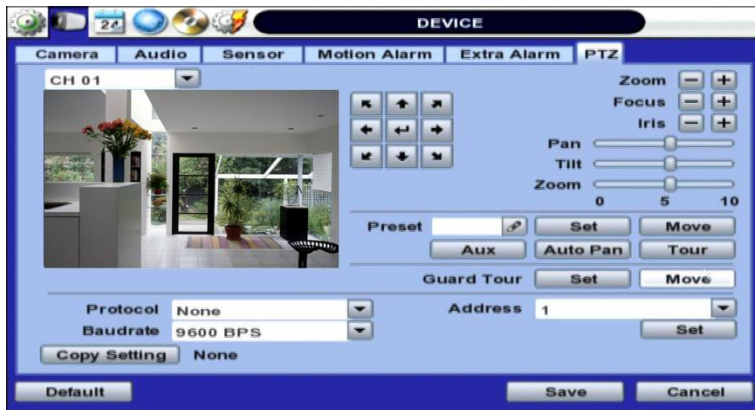 DEVICE
Camera Audio Sensor Motion Alarm Extra Alarm PTZ
CH 01
Zoom
Focus
Iris
Pan
Tilt
Zoom
0 5 10
Preset Set Move
Aux Auto Pan Tour
Guard Tour Set Move
Protocol None Address 1
Baudrate 9600 BPS Set
Copy Setting None
Default Save Cancel